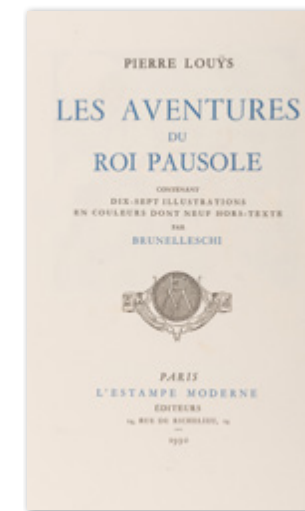 PIERRE LOUŸS
LES AVENTURES
DU
ROI PAUSOLE
CONTENANT
DIX-SEPT ILLUSTRATIONS
EN COULEURS DONT NEUF HORS-TEXTE
PAR
BRUNELLESCHI
PARIS
L'ESTAMPE MODERNE
ÉDITEURS
RUE DE RICHELIEU,